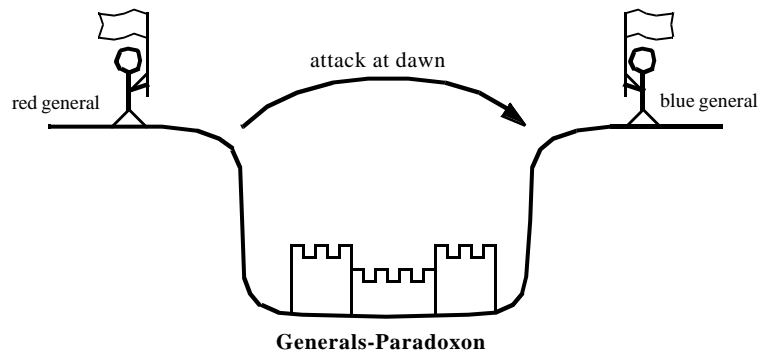 attack at dawn
red general
blue general
Generals-Paradoxon